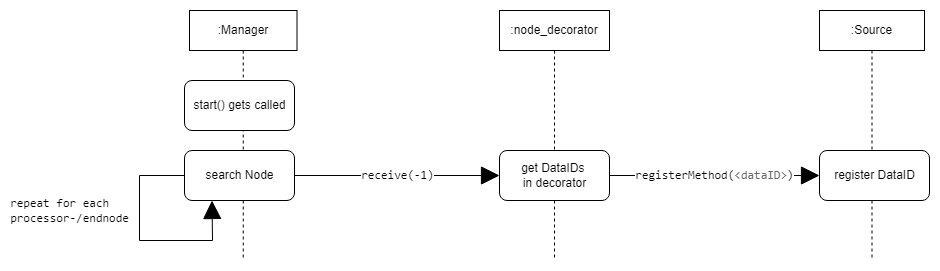 :Manager
:node_decorator
:Source
start() gets called
search Node
receive(-1)
get DataIDs
in decorator
registerMethod(<dataID>)
register DataID
repeat for each
processor-/endnode